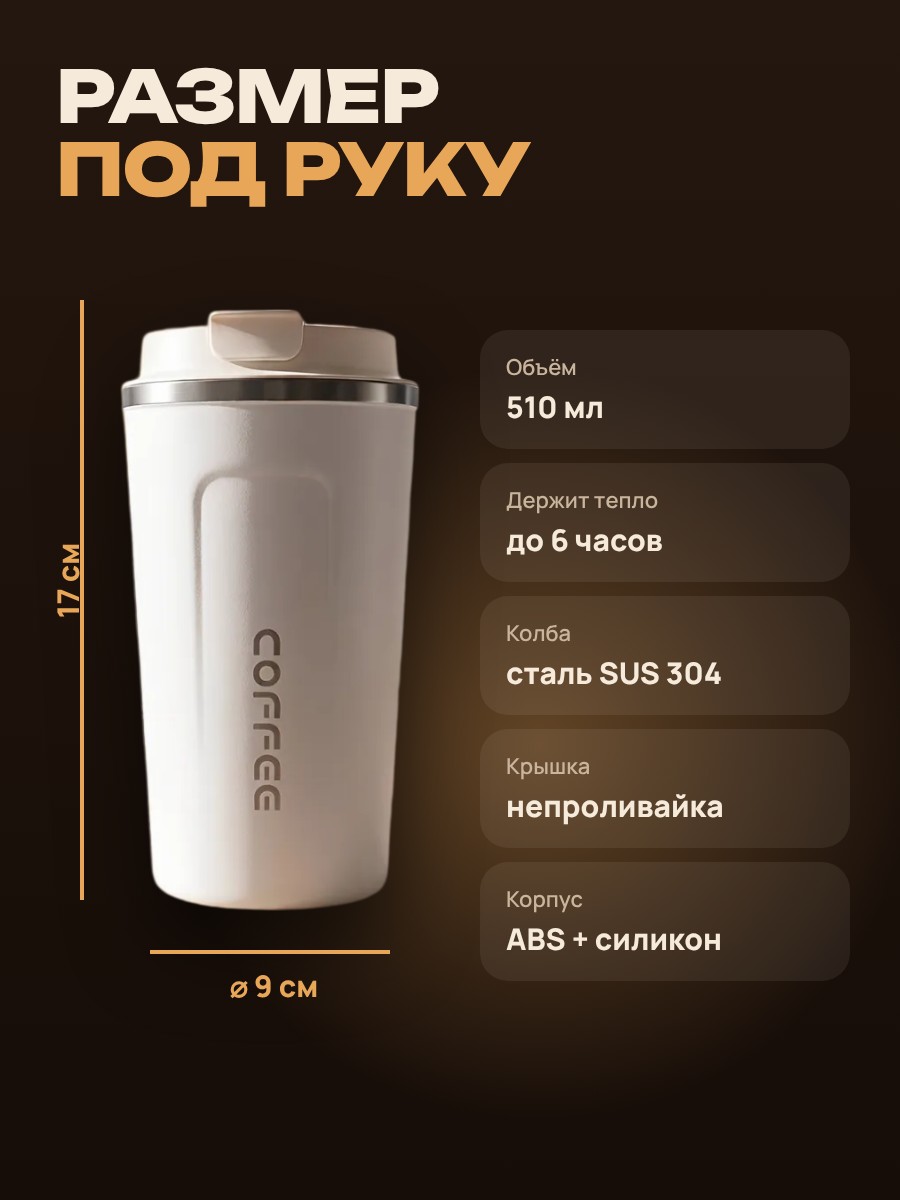 РАЗМЕР
ПОД РУКУ
17 см
COFFEE
Объём
510 мл
Держит тепло
до 6 часов
Колба
сталь SUS 304
Крышка
непроливайка
Корпус
ABS + силикон
⌀ 9 см